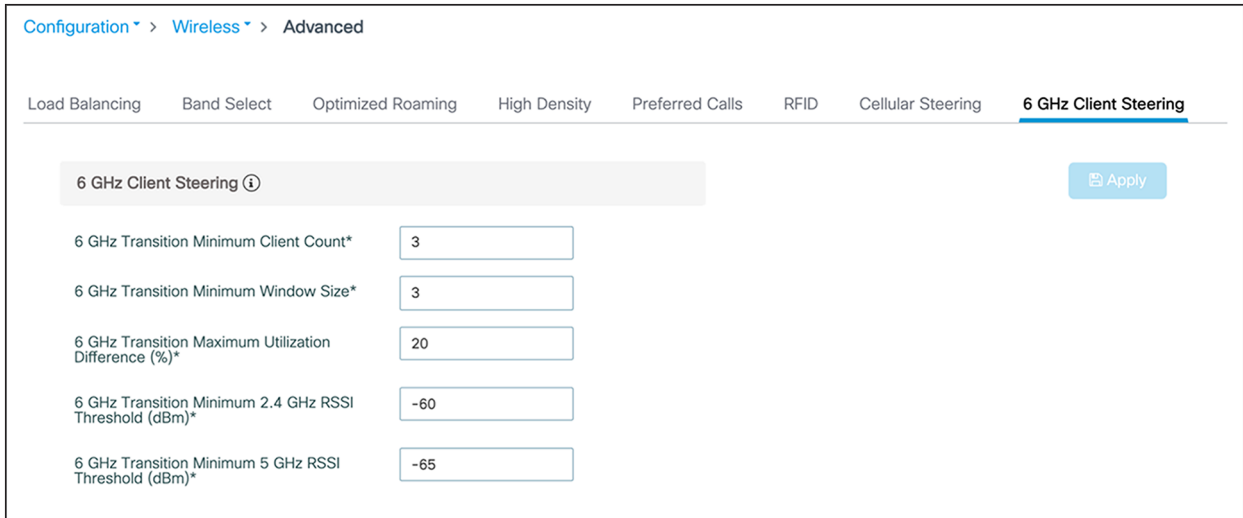 Configuration > Wireless > Advanced
Load Balancing Band Select Optimized Roaming High Density Preferred Calls RFID Cellular Steering 6 GHz Client Steering
6 GHz Client Steering
Apply
6 GHz Transition Minimum Client Count* 3
6 GHz Transition Minimum Window Size* 3
6 GHz Transition Maximum Utilization
Difference (%)* 20
6 GHz Transition Minimum 2.4 GHz RSSI
Threshold (dBm)* -60
6 GHz Transition Minimum 5 GHz RSSI
Threshold (dBm)* -65